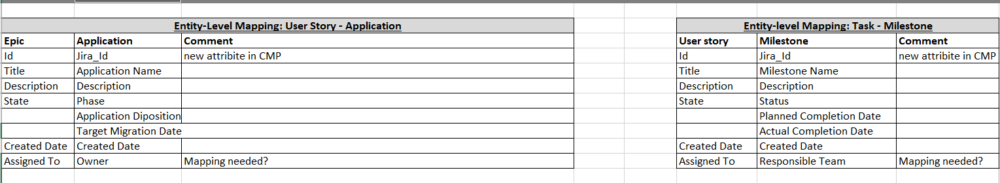 Entity-Level Mapping: User Story - Application
Epic Application Comment
Id Jira_Id new attribite in CMP
Title Application Name
Description Description
State Phase
Application Diposition
Target Migration Date
Created Date Created Date
Assigned To Owner Mapping needed?
Entity-level Mapping: Task - Milestone
User story Milestone Comment
Id Jira_Id new attribite in CMP
Title Milestone Name
Description Description
State Status
Planned Completion Date
Actual Completion Date
Created Date Created Date
Assigned To Responsible Team Mapping needed?